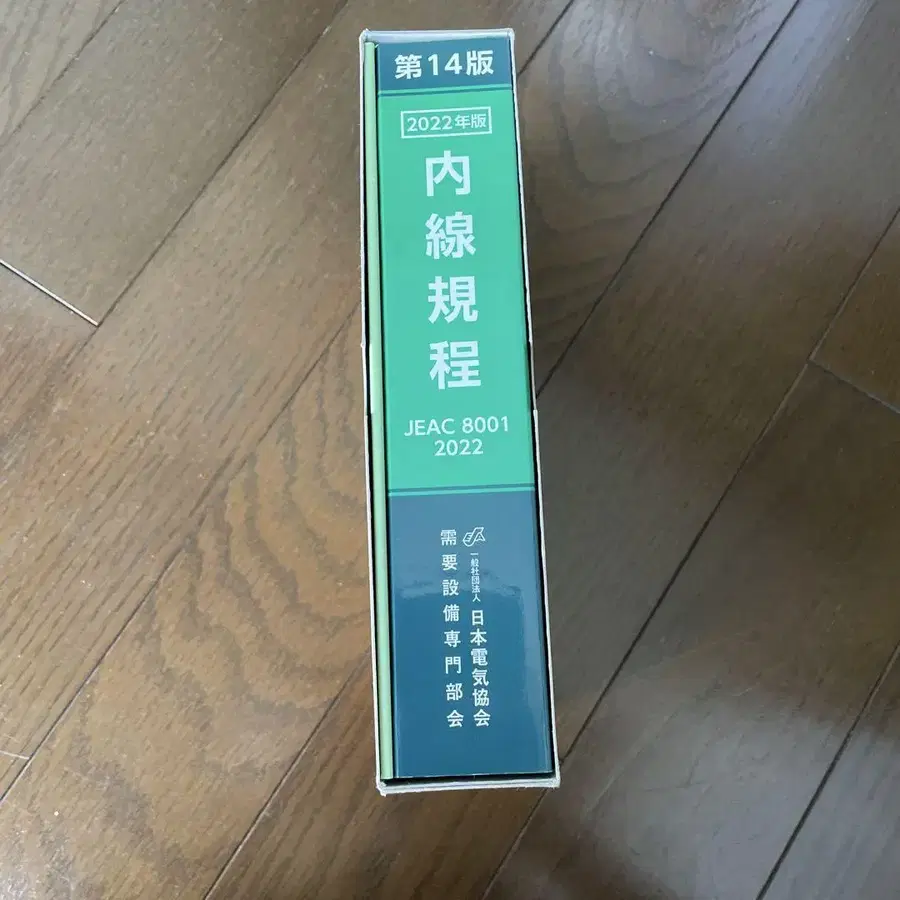 第14版
2022年版
内線規程
JEAC 8001
2022
一般社団法人 日本電気協会
需要設備専門部会